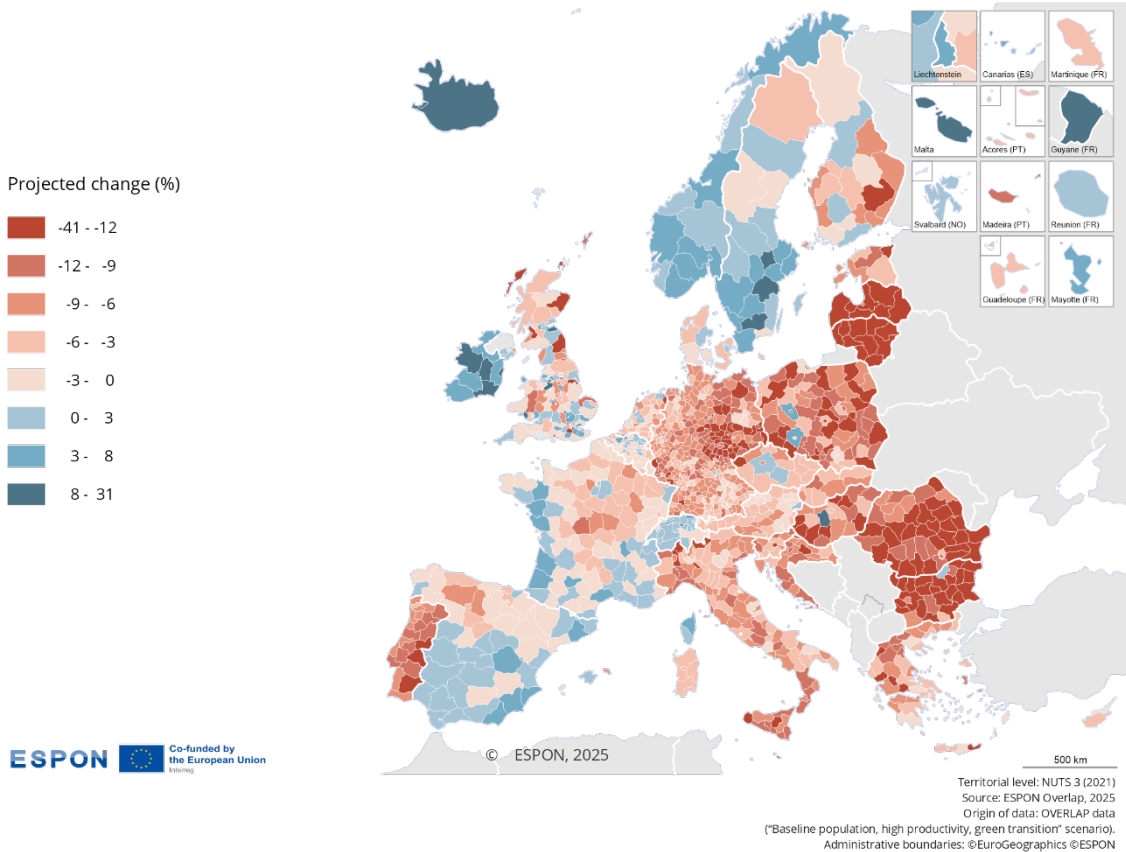 Projected change (%)
-41 - -12
-12 - -9
-9 - -6
-6 - -3
-3 - 0
0 - 3
3 - 8
8 - 31
Liechtenstein
Canarias (ES)
Martinique (FR)
Malta
Acores (PT)
Guyane (FR)
Svalbard (NO)
Madeira (PT)
Reunion (FR)
Guadeloupe (FR)
Mayotte (FR)
ESPON
Co-funded by
the European Union
Interreg
© ESPON, 2025
500 km
Territorial level: NUTS 3 (2021)
Source: ESPON Overlap, 2025
Origin of data: OVERLAP data
("Baseline population, high productivity, green transition" scenario).
Administrative boundaries: ©EuroGeographics ©ESPON